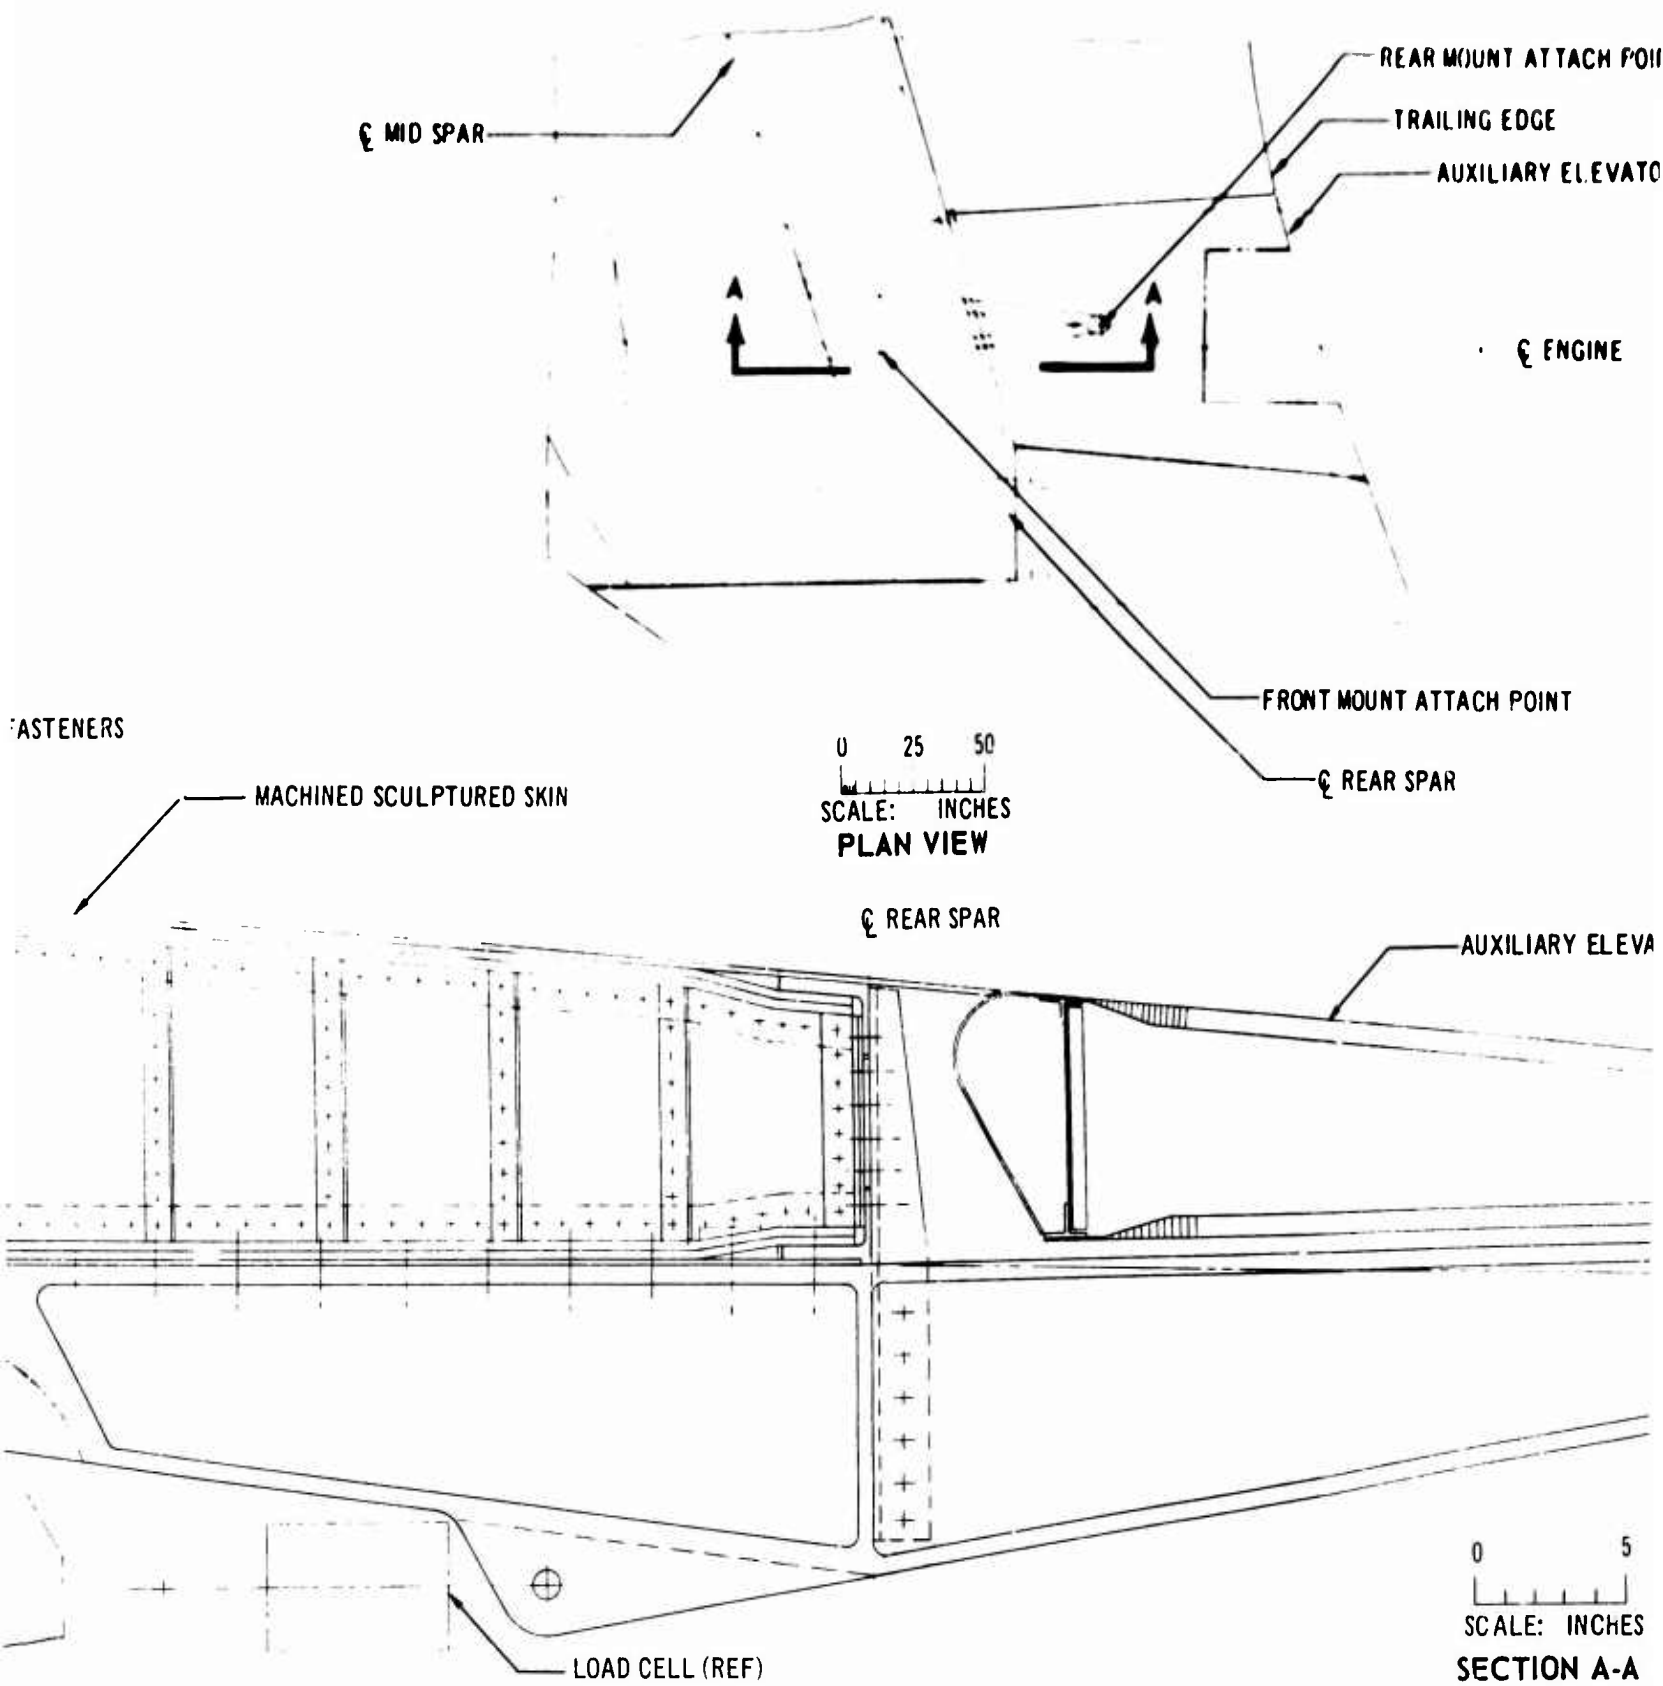 REAR MOUNT ATTACH POI
℄ MID SPAR
TRAILING EDGE
AUXILIARY ELEVATO
A A
℄ ENGINE
FRONT MOUNT ATTACH POINT
FASTENERS
0 25 50
℄ REAR SPAR
MACHINED SCULPTURED SKIN
SCALE: INCHES
PLAN VIEW
℄ REAR SPAR
AUXILIARY ELEVA
0 5
SCALE: INCHES
LOAD CELL (REF)
SECTION A-A